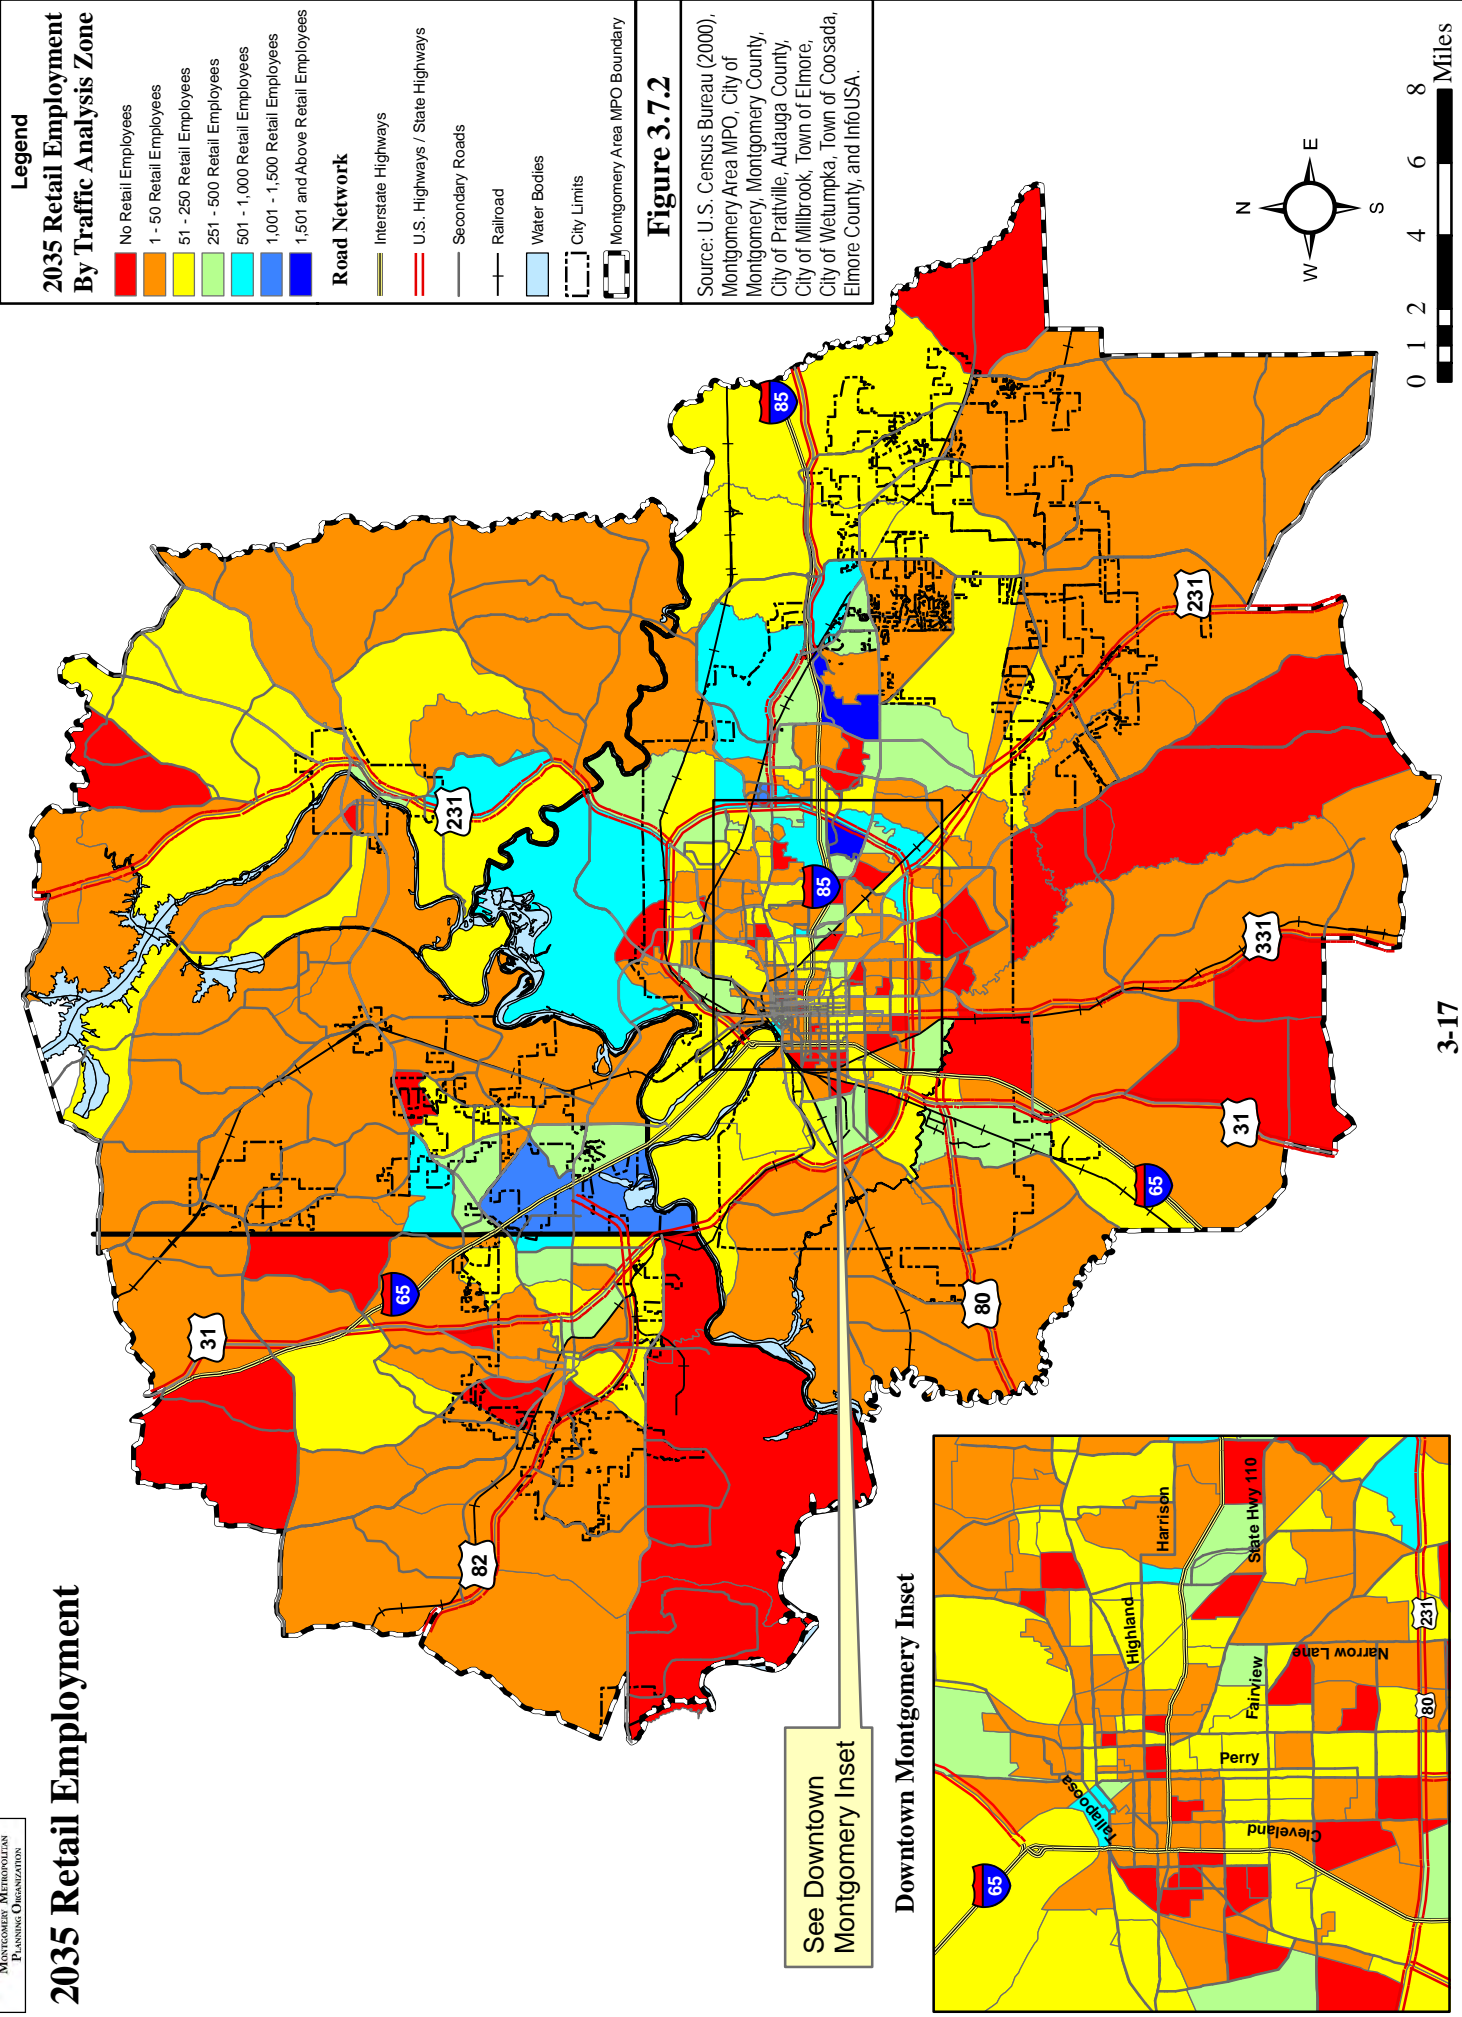 MONTGOMERY METROPOLITAN
PLANNING ORGANIZATION
2035 Retail Employment
Legend
2035 Retail Employment
By Traffic Analysis Zone
No Retail Employees
1 - 50 Retail Employees
51 - 250 Retail Employees
251 - 500 Retail Employees
501 - 1,000 Retail Employees
1,001 - 1,500 Retail Employees
1,501 and Above Retail Employees
Road Network
Interstate Highways
U.S. Highways / State Highways
Secondary Roads
Railroad
Water Bodies
City Limits
Montgomery Area MPO Boundary
Figure 3.7.2
Source: U.S. Census Bureau (2000),
Montgomery Area MPO, City of
Montgomery, Montgomery County,
City of Prattville, Autauga County,
City of Millbrook, Town of Elmore,
City of Wetumpka, Town of Coosada,
Elmore County, and InfoUSA.
N
W
E
S
0 1 2 4 6 8
Miles
82
31
65
231
85
85
80
65
31
331
231
See Downtown
Montgomery Inset
Downtown Montgomery Inset
65
Tallapoosa
Highland
Harrison
State Hwy 110
Fairview
Perry
Cleveland
Narrow Lane
80
231
3-17